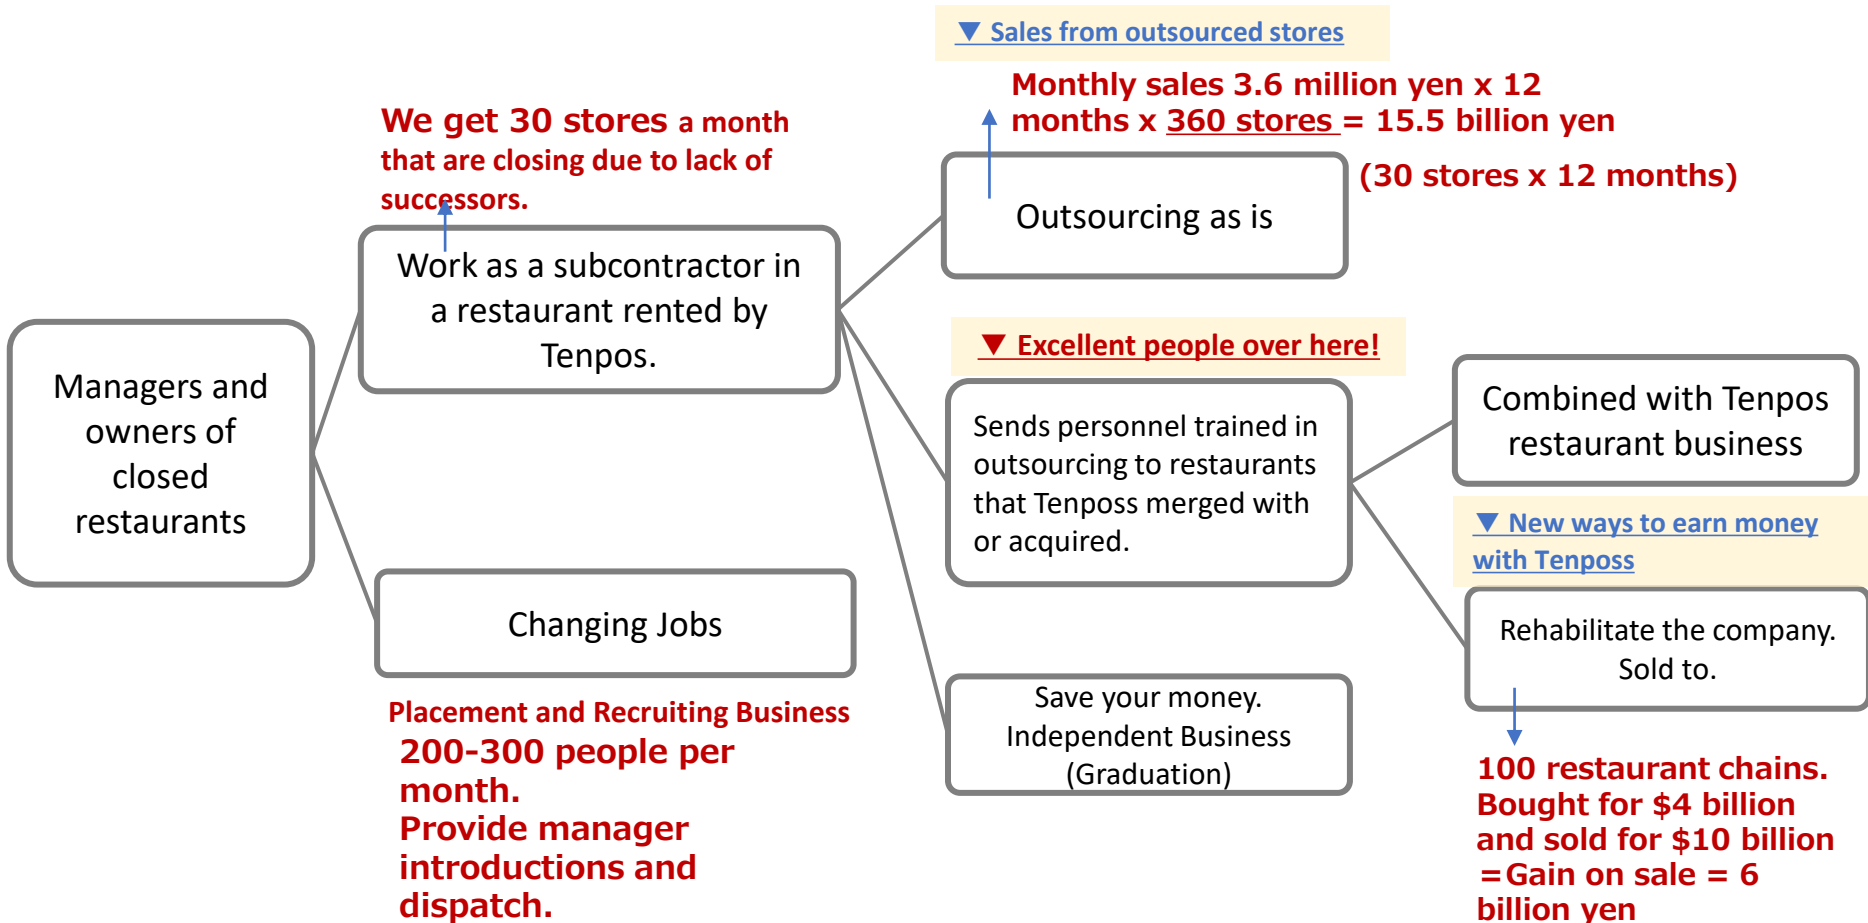 ▼ Sales from outsourced stores
Monthly sales 3.6 million yen x 12
months x 360 stores = 15.5 billion yen
(30 stores x 12 months)
We get 30 stores a month
that are closing due to lack of
successors.
Outsourcing as is
Work as a subcontractor in
a restaurant rented by
Tenpos.
Managers and
owners of
closed
restaurants
▼ Excellent people over here!
Sends personnel trained in
outsourcing to restaurants
that Tenposs merged with
or acquired.
Combined with Tenpos
restaurant business
▼ New ways to earn money
with Tenposs
Rehabilitate the company.
Sold to.
Changing Jobs
Placement and Recruiting Business
200-300 people per
month.
Provide manager
introductions and
dispatch.
Save your money.
Independent Business
(Graduation)
100 restaurant chains.
Bought for $4 billion
and sold for $10 billion
=Gain on sale = 6
billion yen